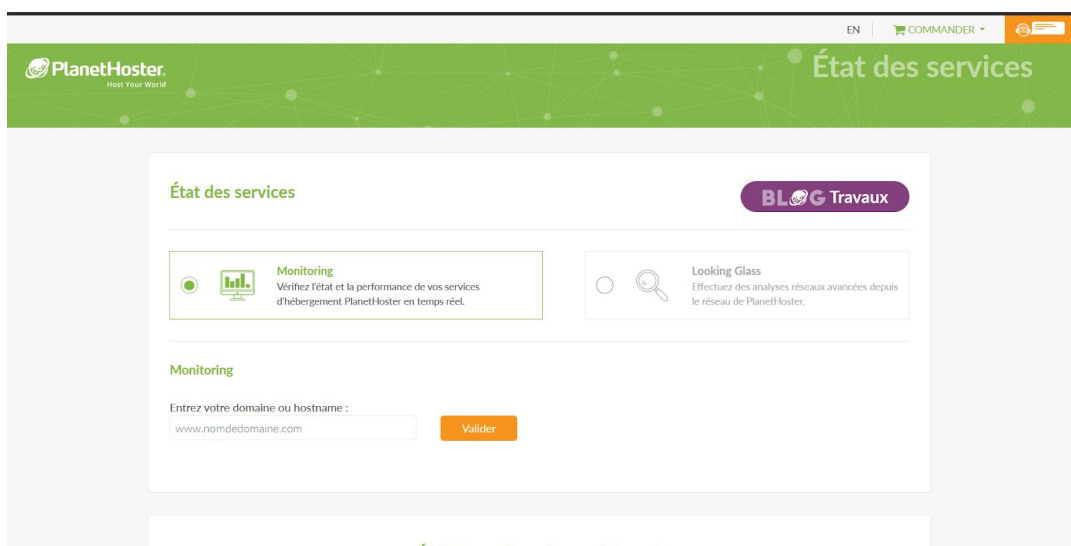 EN
COMMANDER
PlanetHoster.
Host Your World
État des services
État des services
BLOG Travaux
Monitoring
Vérifiez l'état et la performance de vos services
d'hébergement PlanetHoster en temps réel.
Looking Glass
Effectuez des analyses réseaux avancées depuis
le réseau de PlanetHoster.
Monitoring
Entrez votre domaine ou hostname :
www.nomdedomaine.com
Valider